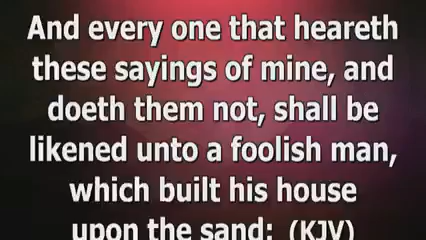 And every one that heareth
these sayings of mine, and
doeth them not, shall be
likened unto a foolish man,
which built his house
upon the sand: (KJV)